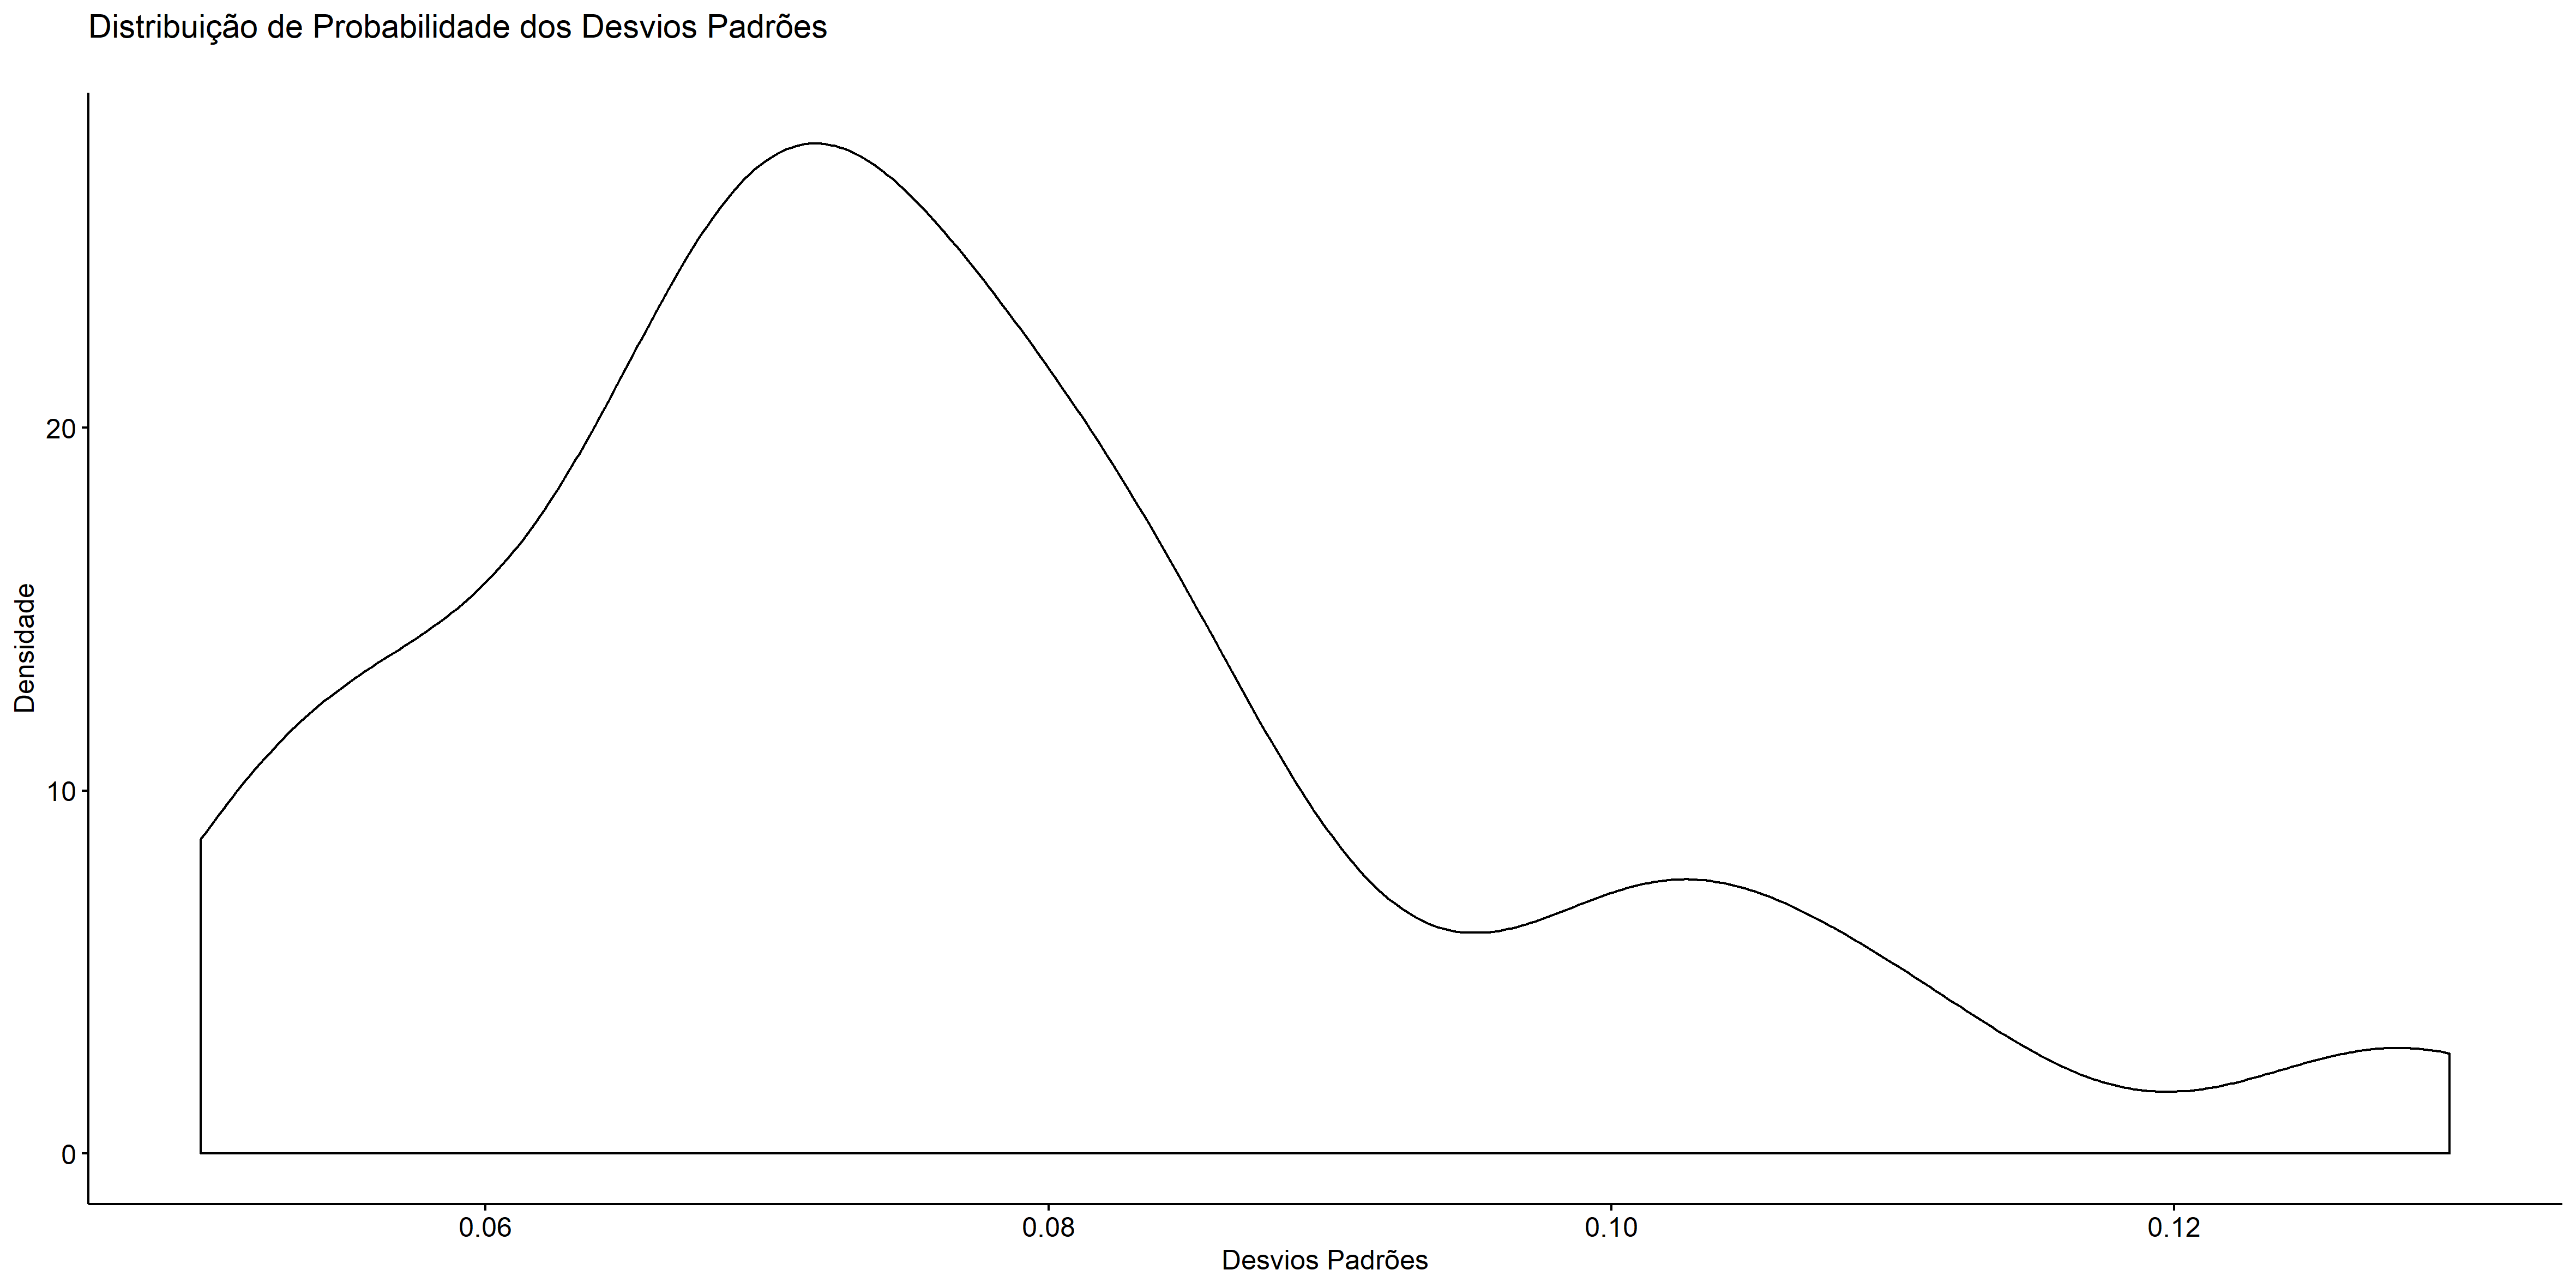 Distribuição de Probabilidade dos Desvios Padrões
Densidade
20
10
0
0.06 0.08 0.10 0.12
Desvios Padrões